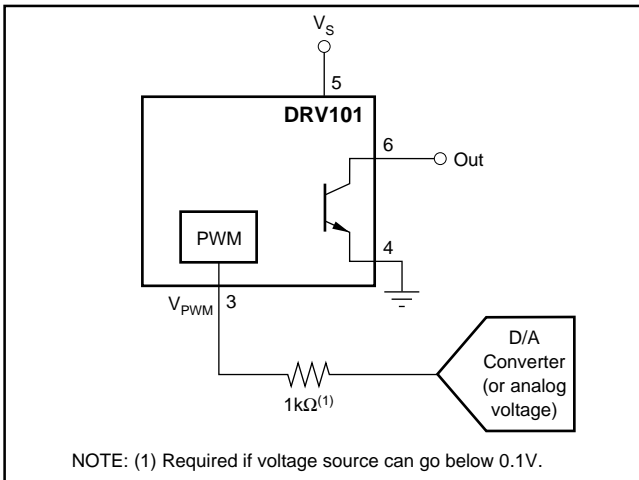 V_S
5
DRV101
6
Out
PWM
4
V_PWM
3
D/A
Converter
(or analog
voltage)
1kΩ(1)
NOTE: (1) Required if voltage source can go below 0.1V.